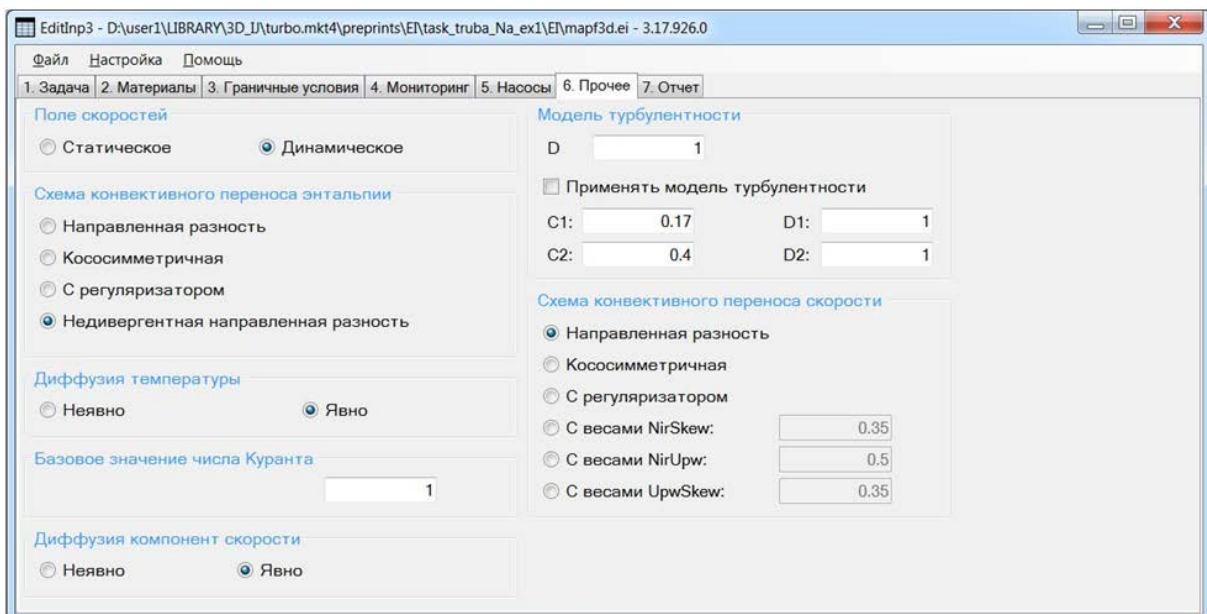 EditInp3 - D:\user1\LIBRARY\3D_IJ\turbo.mkt4\preprints\EI\task_truba_Na_ex1\EI\mapf3d.ei - 3.17.926.0
Файл Настройка Помощь
1. Задача 2. Материалы 3. Граничные условия 4. Мониторинг 5. Насосы 6. Прочее 7. Отчет
Поле скоростей
Статическое Динамическое
Схема конвективного переноса энтальпии
Направленная разность
Кососимметричная
С регуляризатором
Недивергентная направленная разность
Диффузия температуры
Неявно Явно
Базовое значение числа Куранта
1
Диффузия компонент скорости
Неявно Явно
Модель турбулентности
D 1
Применять модель турбулентности
C1: 0.17 D1: 1
C2: 0.4 D2: 1
Схема конвективного переноса скорости
Направленная разность
Кососимметричная
С регуляризатором
С весами NirSkew: 0.35
С весами NirUpw: 0.5
С весами UpwSkew: 0.35